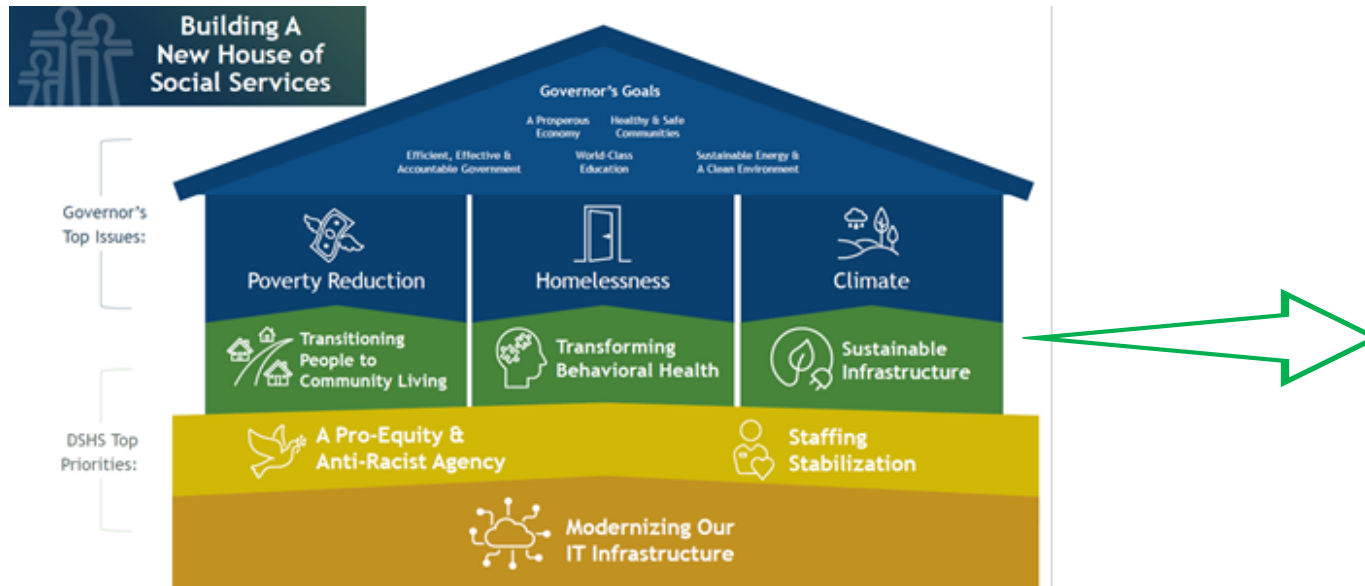 Building A
New House of
Social Services
Governor's Goals
A Prosperous
Economy
Healthy & Safe
Communities
Efficient, Effective &
Accountable Government
World-Class
Education
Sustainable Energy &
A Clean Environment
Governor's
Top Issues:
Poverty Reduction
Homelessness
Climate
Transitioning
People to
Community Living
Transforming
Behavioral Health
Sustainable
Infrastructure
DSHS Top
Priorities:
A Pro-Equity &
Anti-Racist Agency
Staffing
Stabilization
Modernizing Our
IT Infrastructure